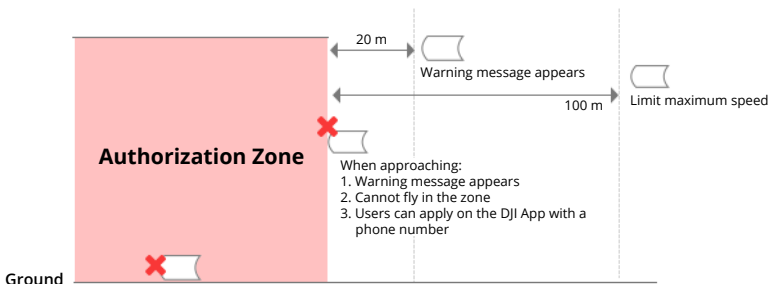 20 m
Warning message appears
100 m
Limit maximum speed
Authorization Zone
When approaching:
1. Warning message appears
2. Cannot fly in the zone
3. Users can apply on the DJI App with a
phone number
Ground